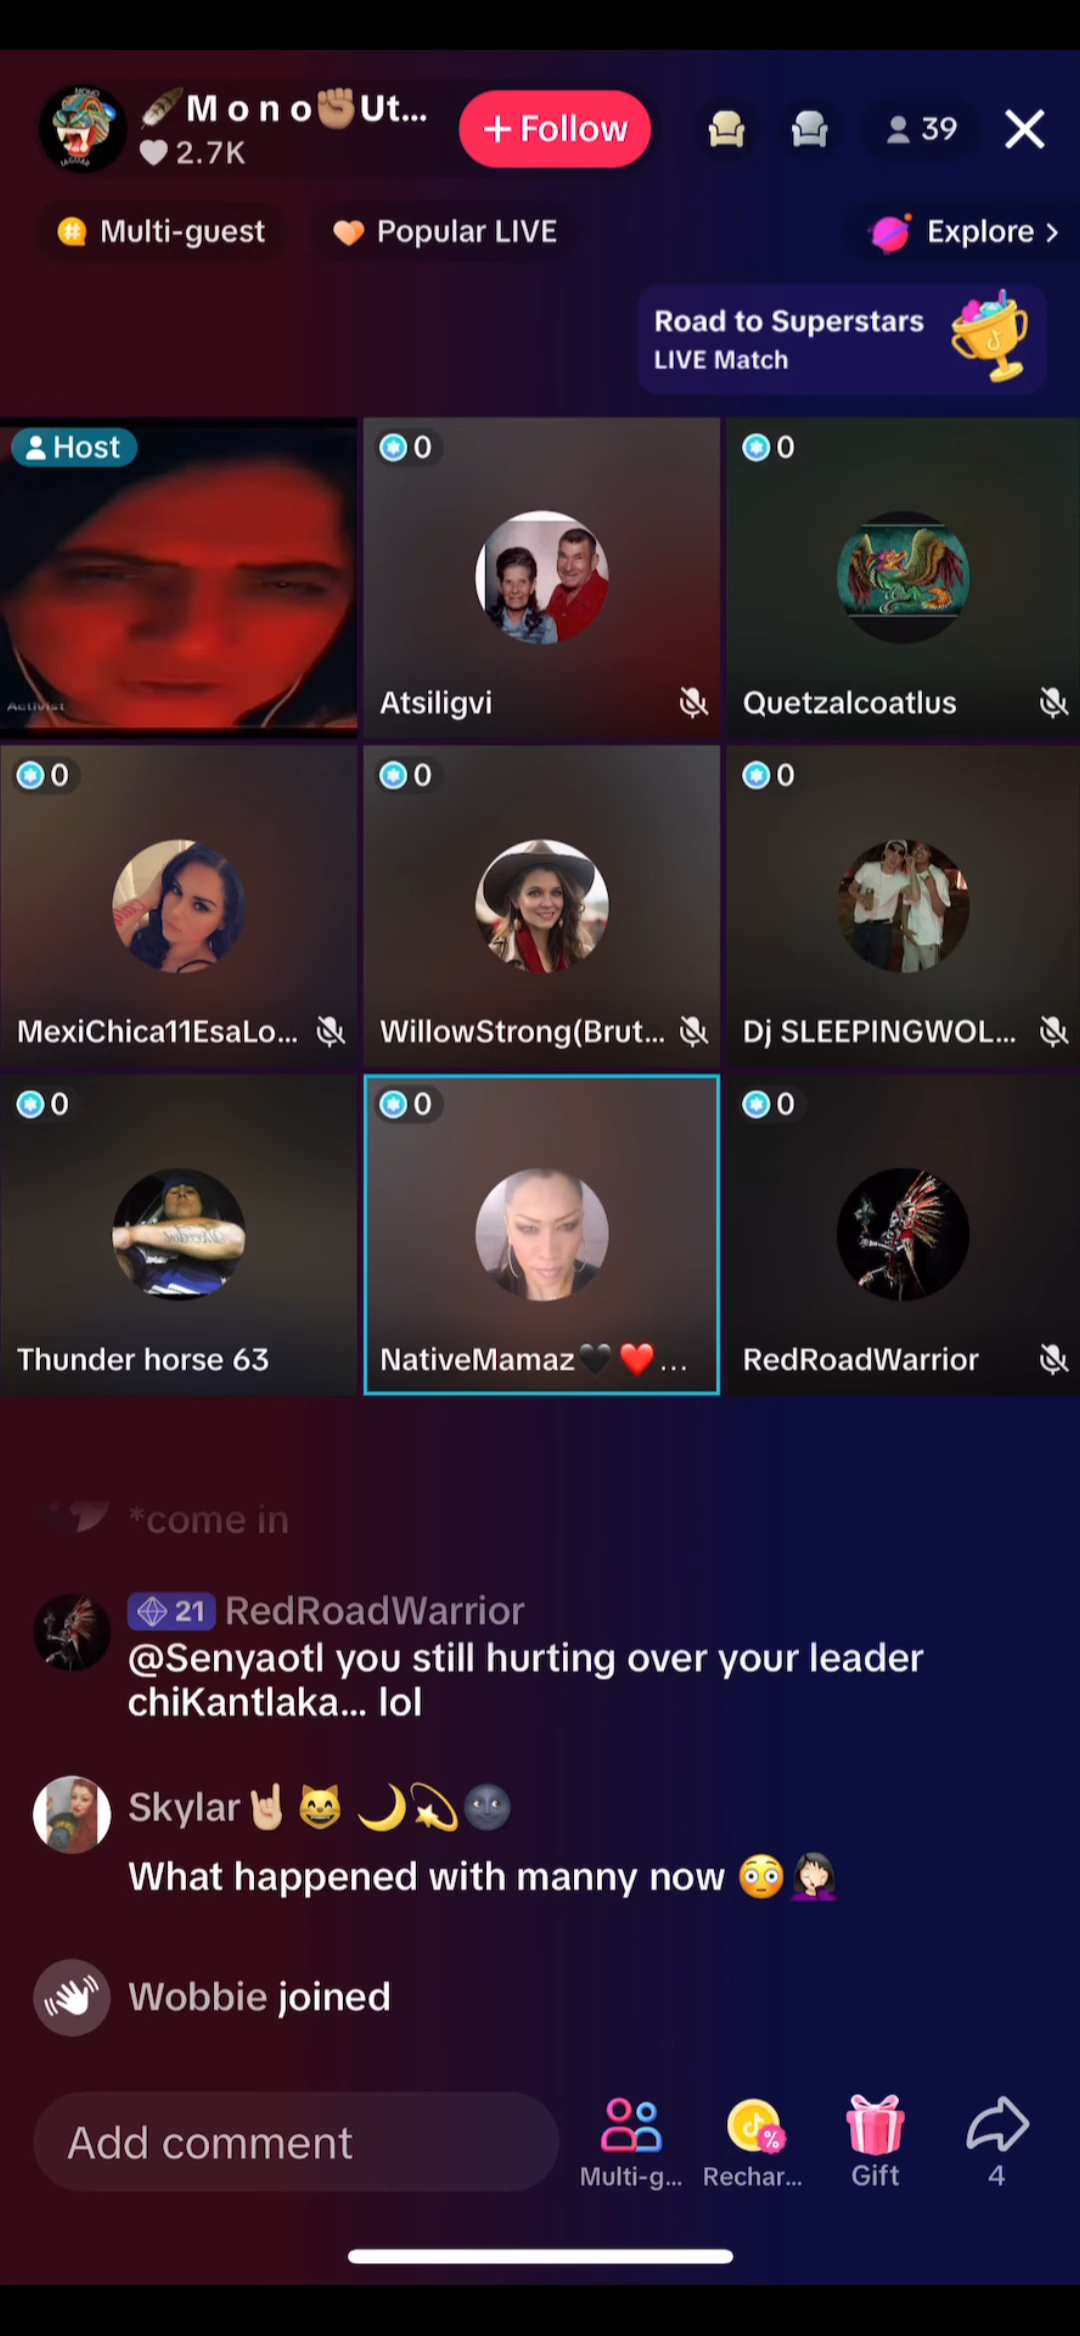 🪶M o n o✊🏽Ut...
2.7K
+ Follow
39
Multi-guest
Popular LIVE
Explore >
Road to Superstars
LIVE Match
Host
Activist
0
Atsiligvi
0
Quetzalcoatlus
0
MexiChica11EsaLo...
0
WillowStrong(Brut...
0
Dj SLEEPINGWOL...
0
Thunder horse 63
0
NativeMamaz🖤❤️...
0
RedRoadWarrior
*come in
21 RedRoadWarrior
@Senyaotl you still hurting over your leader
chiKantlaka... lol
Skylar🤘🏼😸🌙💫🌚
What happened with manny now 😳🤦🏻‍♀️
Wobbie joined
Add comment
Multi-g...
Rechar...
Gift
4